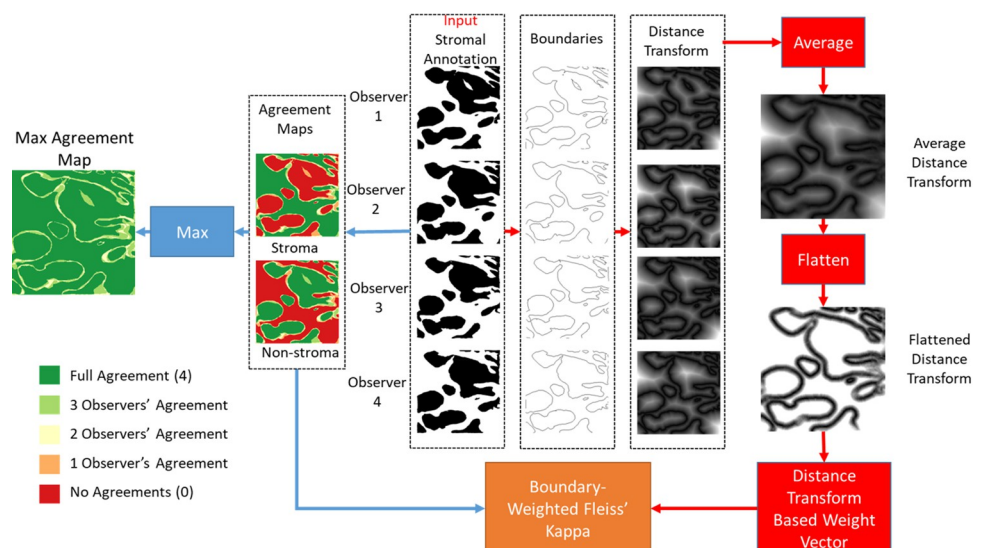 Input
Stromal
Annotation
Boundaries
Distance
Transform
Average
Observer
1
Agreement
Maps
Max Agreement
Map
Average
Distance
Transform
Observer
2
Max
Stroma
Flatten
Observer
3
Non-stroma
Flattened
Distance
Transform
Observer
4
Full Agreement (4)
3 Observers' Agreement
2 Observers' Agreement
1 Observer's Agreement
No Agreements (0)
Boundary-
Weighted Fleiss'
Kappa
Distance
Transform
Based Weight
Vector